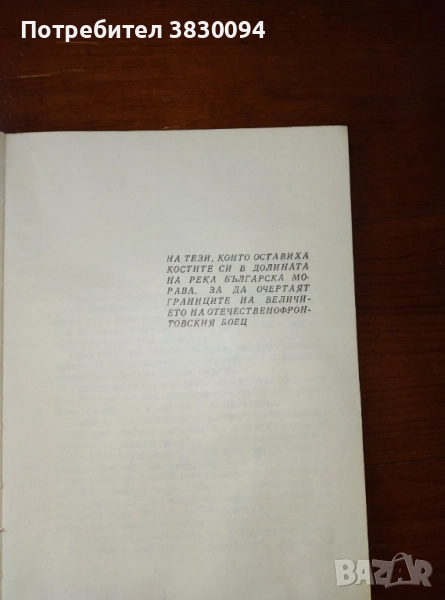 Потребител 3830094
НА ТЕЗИ, КОИТО ОСТАВИХА
КОСТИТЕ СИ В ДОЛИНАТА
НА РЕКА БЪЛГАРСКА МО-
РАВА, ЗА ДА ОЧЕРТАЯТ
ГРАНИЦИТЕ НА ВЕЛИЧИ-
ЕТО НА ОТЕЧЕСТВЕНОФРОН-
ТОВСКИЯ БОЕЦ
BAZAR